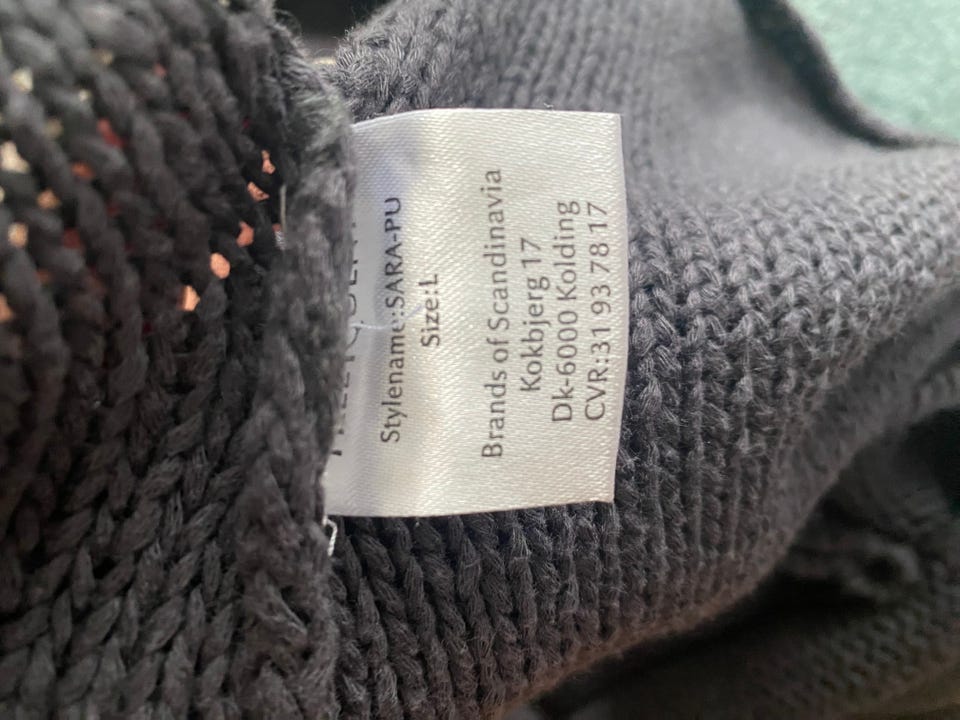 Stylename:SARA-PU
Size:L
Brands of Scandinavia
Kokbjerg 17
Dk-6000 Kolding
CVR:31 93 78 17